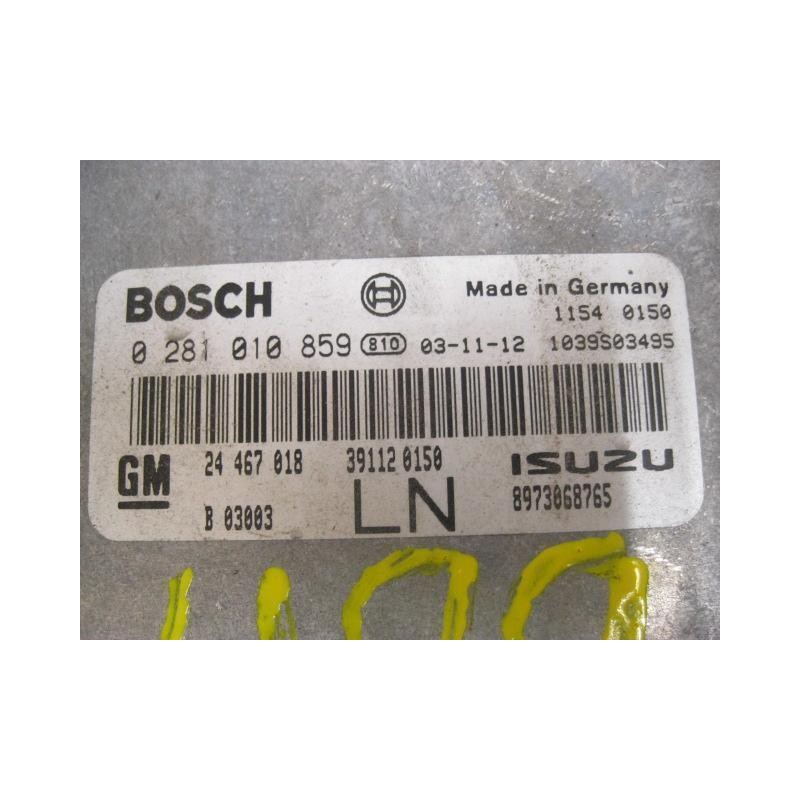 BOSCH Made in Germany
1154 0150
0 281 010 859 810 03-11-12 1039S03495
GM 24 467 018 39112 0150 ISUZU
B 03003 LN 8973068765